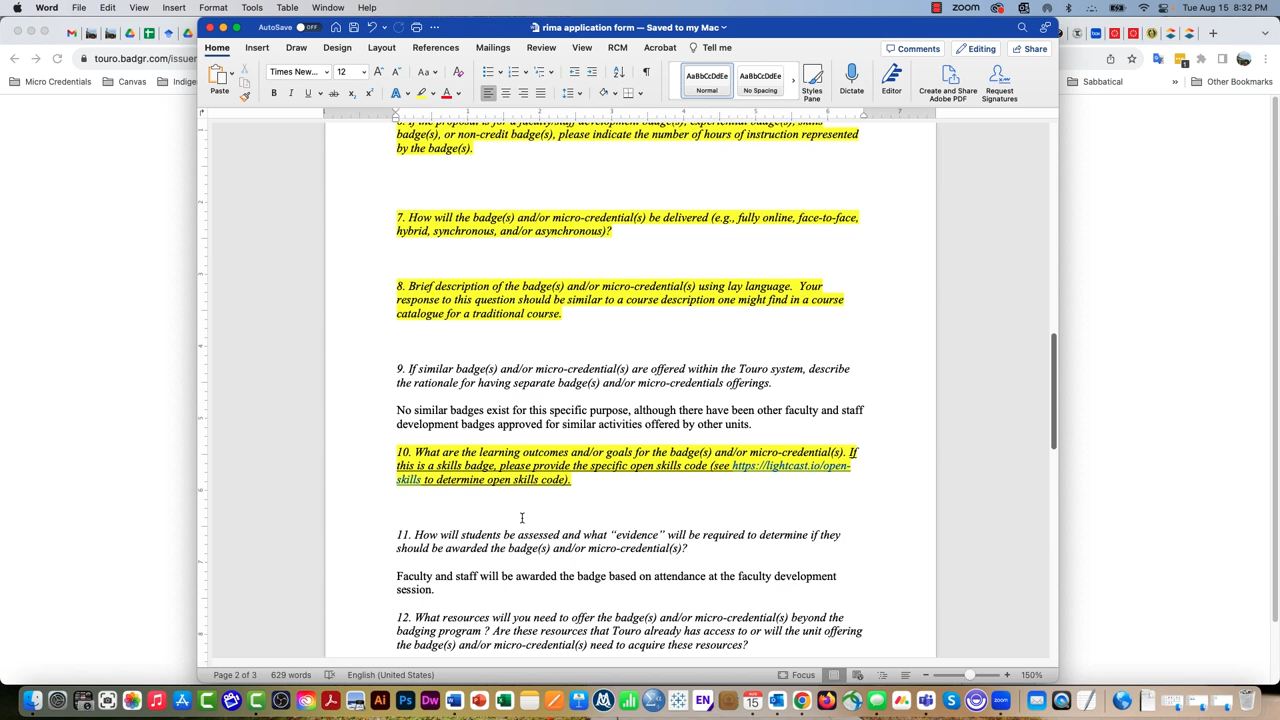 Word File Edit View Insert Format Tools Table Window Help
ZOOM Tue Aug 15 8:32 PM
AutoSave OFF
rima application form — Saved to my Mac
touro.badgr.com/issuer
Micro Credentials Canvas Indige
Sabbatical » Other Bookmarks
Home Insert Draw Design Layout References Mailings Review View RCM Acrobat Tell me
Comments Editing Share
Paste
Times New... 12
AaBbCcDdEe Normal
AaBbCcDdEe No Spacing
Styles Pane
Dictate
Editor
Create and Share Adobe PDF
Request Signatures
badge(s), or non-credit badge(s), please indicate the number of hours of instruction represented
by the badge(s).
7. How will the badge(s) and/or micro-credential(s) be delivered (e.g., fully online, face-to-face,
hybrid, synchronous, and/or asynchronous)?
8. Brief description of the badge(s) and/or micro-credential(s) using lay language. Your
response to this question should be similar to a course description one might find in a course
catalogue for a traditional course.
9. If similar badge(s) and/or micro-credential(s) are offered within the Touro system, describe
the rationale for having separate badge(s) and/or micro-credentials offerings.
No similar badges exist for this specific purpose, although there have been other faculty and staff
development badges approved for similar activities offered by other units.
10. What are the learning outcomes and/or goals for the badge(s) and/or micro-credential(s). If
this is a skills badge, please provide the specific open skills code (see https://lightcast.io/open-
skills to determine open skills code).
11. How will students be assessed and what “evidence” will be required to determine if they
should be awarded the badge(s) and/or micro-credential(s)?
Faculty and staff will be awarded the badge based on attendance at the faculty development
session.
12. What resources will you need to offer the badge(s) and/or micro-credential(s) beyond the
badging program ? Are these resources that Touro already has access to or will the unit offering
the badge(s) and/or micro-credential(s) need to acquire these resources?
Page 2 of 3 629 words English (United States) Focus 150%